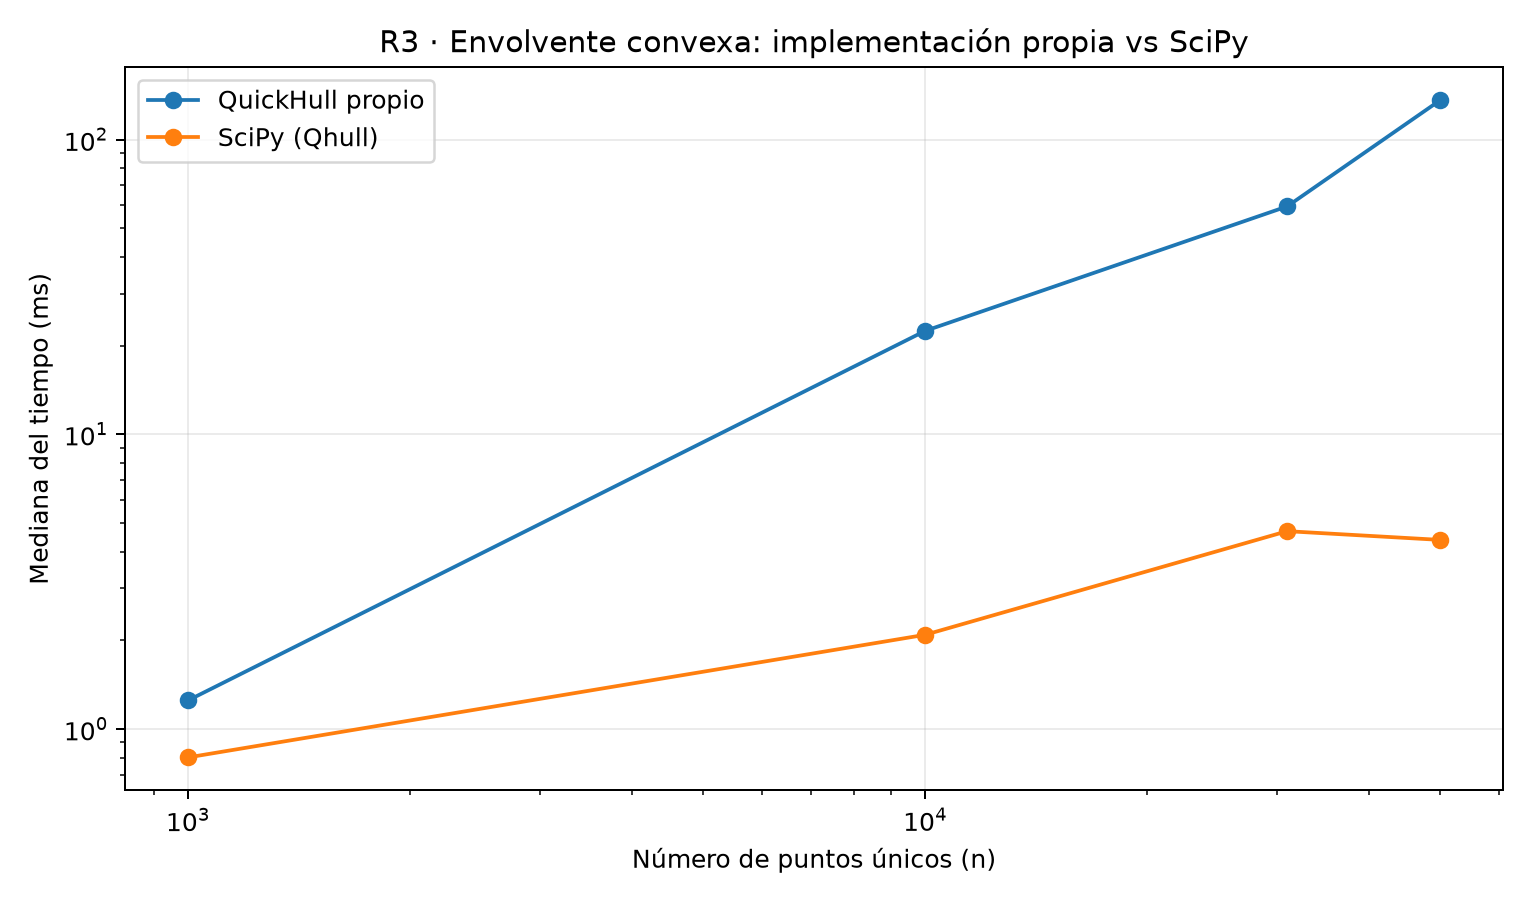 R3 · Envolvente convexa: implementación propia vs SciPy
QuickHull propio
SciPy (Qhull)
10²
10¹
10⁰
Mediana del tiempo (ms)
10³
10⁴
Número de puntos únicos (n)